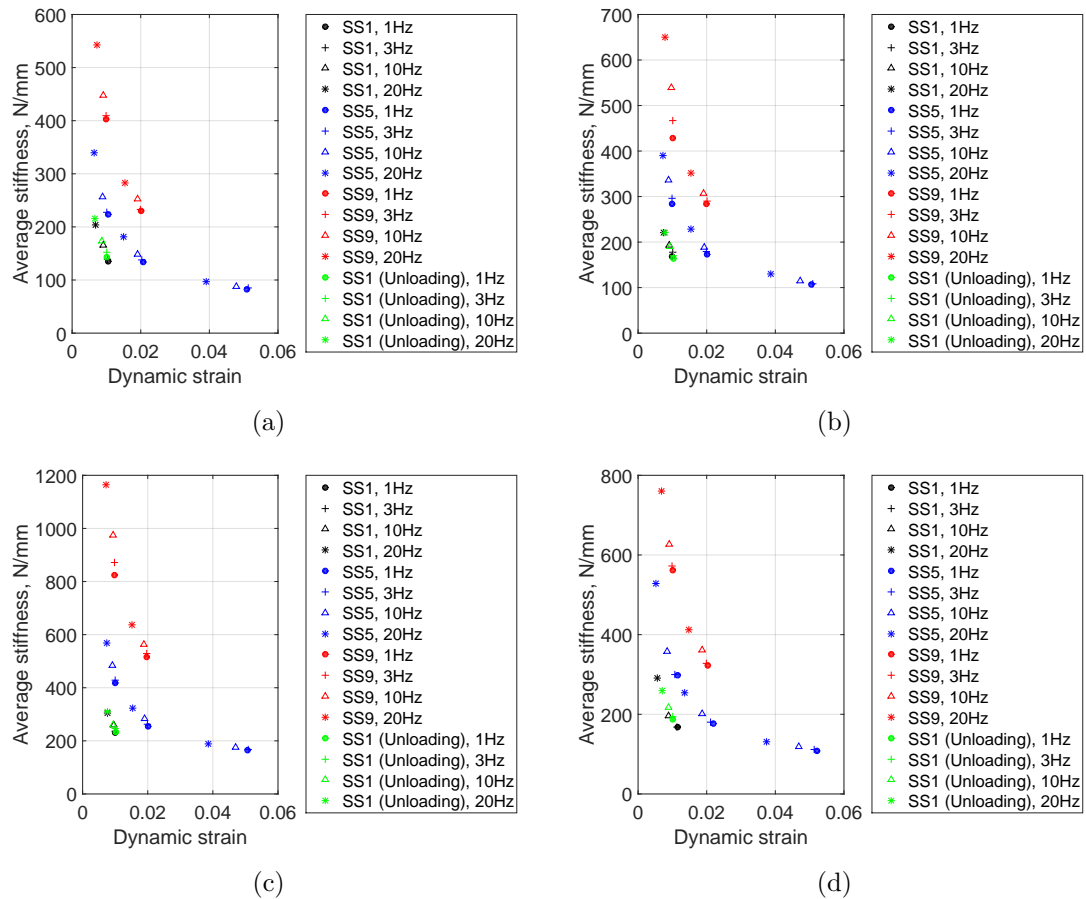 600
500
400
300
200
100
0
Average stiffness, N/mm
0
0.02
0.04
0.06
Dynamic strain
SS1, 1Hz
SS1, 3Hz
SS1, 10Hz
SS1, 20Hz
SS5, 1Hz
SS5, 3Hz
SS5, 10Hz
SS5, 20Hz
SS9, 1Hz
SS9, 3Hz
SS9, 10Hz
SS9, 20Hz
SS1 (Unloading), 1Hz
SS1 (Unloading), 3Hz
SS1 (Unloading), 10Hz
SS1 (Unloading), 20Hz
(a)
700
600
500
400
300
200
100
0
Average stiffness, N/mm
0
0.02
0.04
0.06
Dynamic strain
SS1, 1Hz
SS1, 3Hz
SS1, 10Hz
SS1, 20Hz
SS5, 1Hz
SS5, 3Hz
SS5, 10Hz
SS5, 20Hz
SS9, 1Hz
SS9, 3Hz
SS9, 10Hz
SS9, 20Hz
SS1 (Unloading), 1Hz
SS1 (Unloading), 3Hz
SS1 (Unloading), 10Hz
SS1 (Unloading), 20Hz
(b)
1200
1000
800
600
400
200
0
Average stiffness, N/mm
0
0.02
0.04
0.06
Dynamic strain
SS1, 1Hz
SS1, 3Hz
SS1, 10Hz
SS1, 20Hz
SS5, 1Hz
SS5, 3Hz
SS5, 10Hz
SS5, 20Hz
SS9, 1Hz
SS9, 3Hz
SS9, 10Hz
SS9, 20Hz
SS1 (Unloading), 1Hz
SS1 (Unloading), 3Hz
SS1 (Unloading), 10Hz
SS1 (Unloading), 20Hz
(c)
800
600
400
200
0
Average stiffness, N/mm
0
0.02
0.04
0.06
Dynamic strain
SS1, 1Hz
SS1, 3Hz
SS1, 10Hz
SS1, 20Hz
SS5, 1Hz
SS5, 3Hz
SS5, 10Hz
SS5, 20Hz
SS9, 1Hz
SS9, 3Hz
SS9, 10Hz
SS9, 20Hz
SS1 (Unloading), 1Hz
SS1 (Unloading), 3Hz
SS1 (Unloading), 10Hz
SS1 (Unloading), 20Hz
(d)